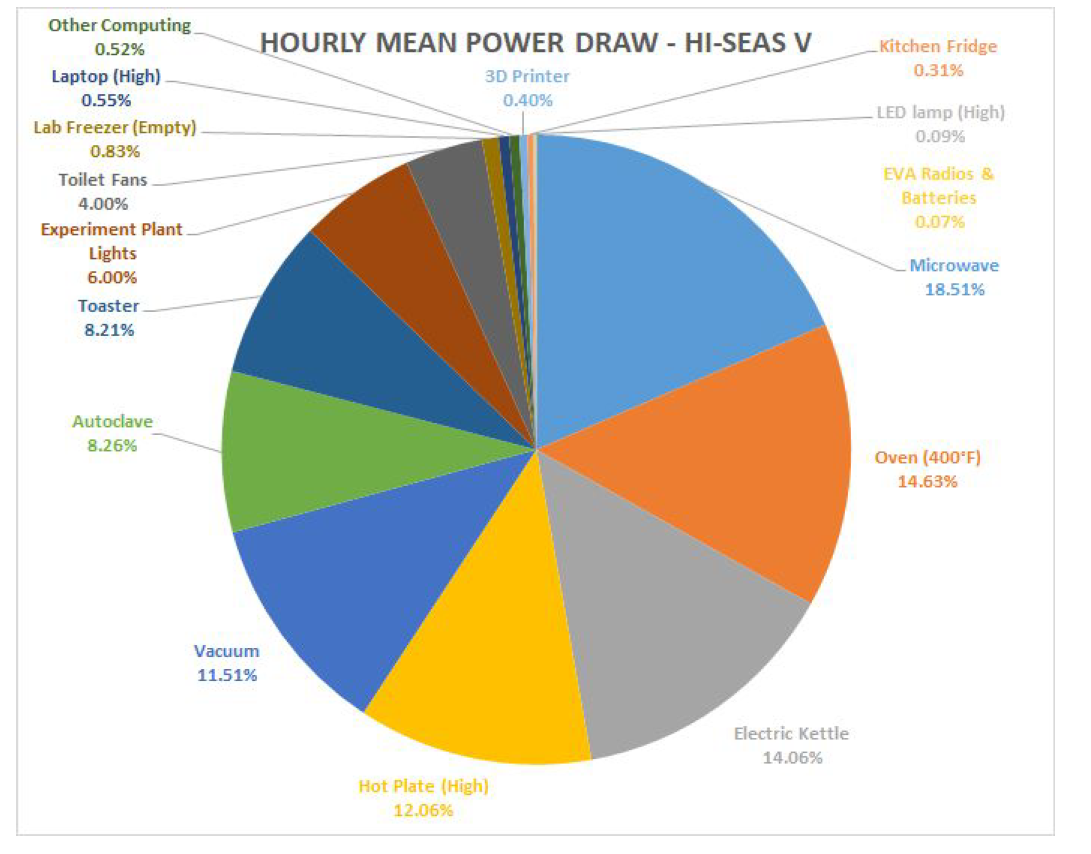 HOURLY MEAN POWER DRAW - HI-SEAS V
Other Computing
0.52%
Laptop (High)
0.55%
Lab Freezer (Empty)
0.83%
Toilet Fans
4.00%
Experiment Plant
Lights
6.00%
Toaster
8.21%
Autoclave
8.26%
Vacuum
11.51%
Hot Plate (High)
12.06%
3D Printer
0.40%
Kitchen Fridge
0.31%
LED lamp (High)
0.09%
EVA Radios &
Batteries
0.07%
Microwave
18.51%
Oven (400°F)
14.63%
Electric Kettle
14.06%